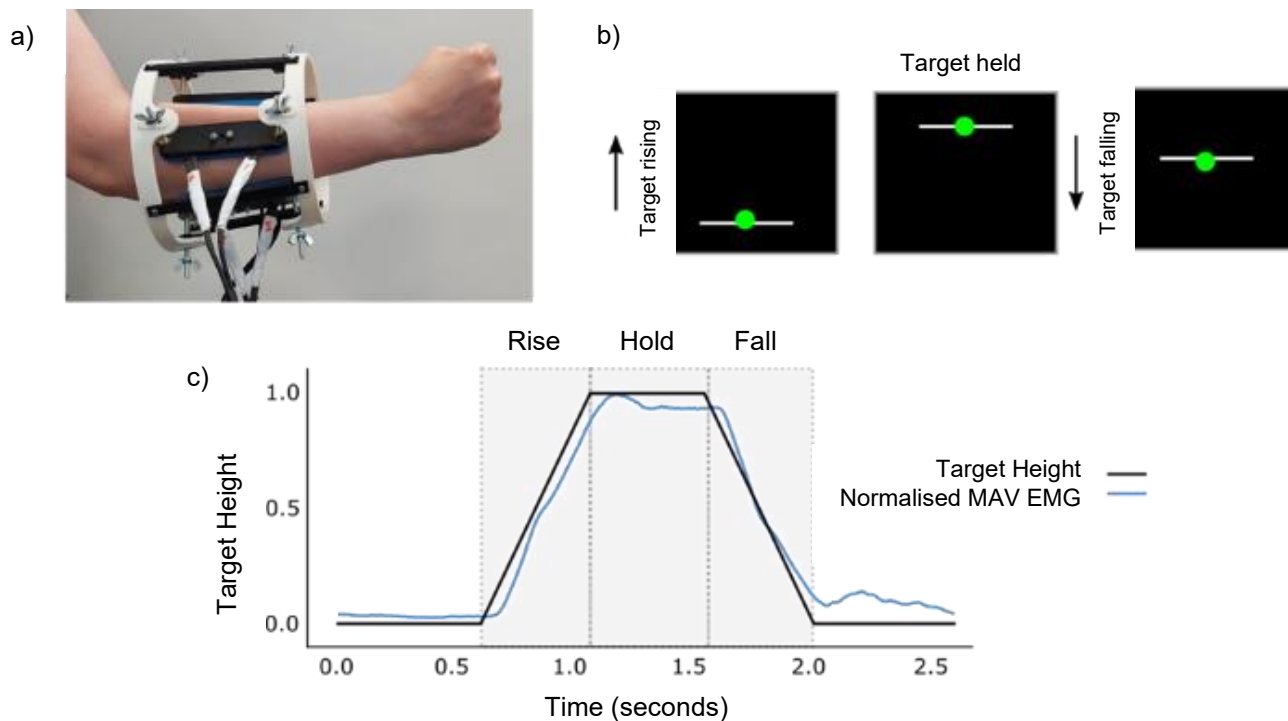 a)
b)
Target held
Target rising
Target falling
Rise Hold Fall
c)
1.0
0.5
0.0
Target Height
Target Height
Normalised MAV EMG
0.0 0.5 1.0 1.5 2.0 2.5
Time (seconds)